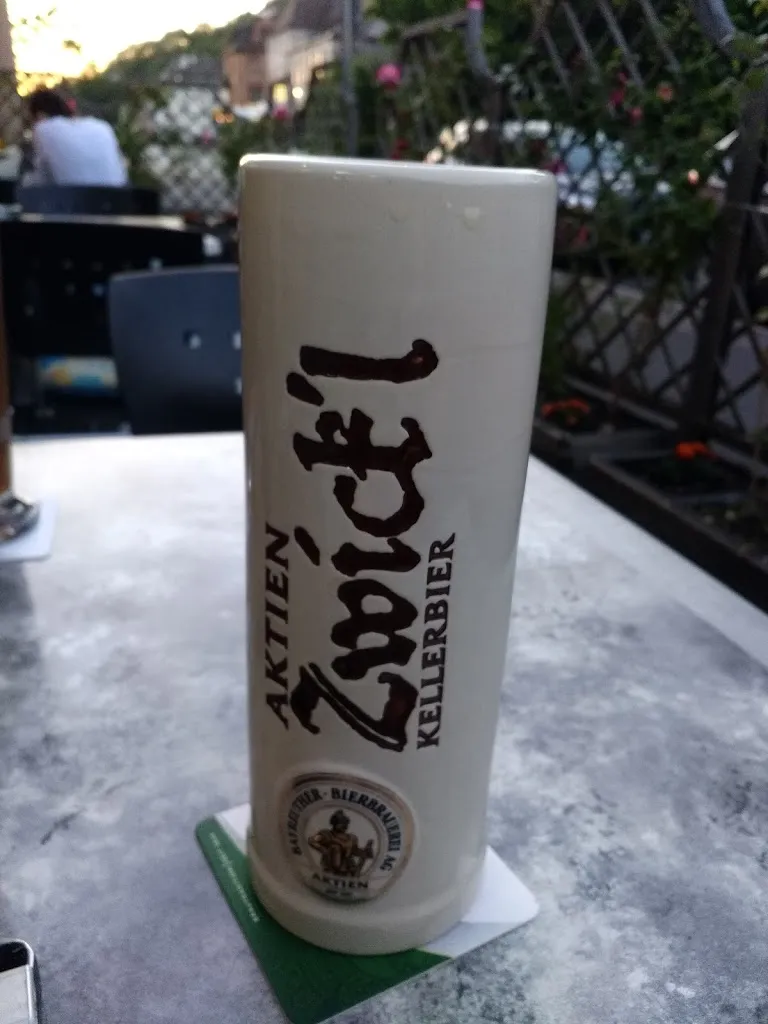 AKTIEN
Zwick'l
KELLERBIER
BAYREUTHER · BIERBRAUEREI AG
AKTIEN